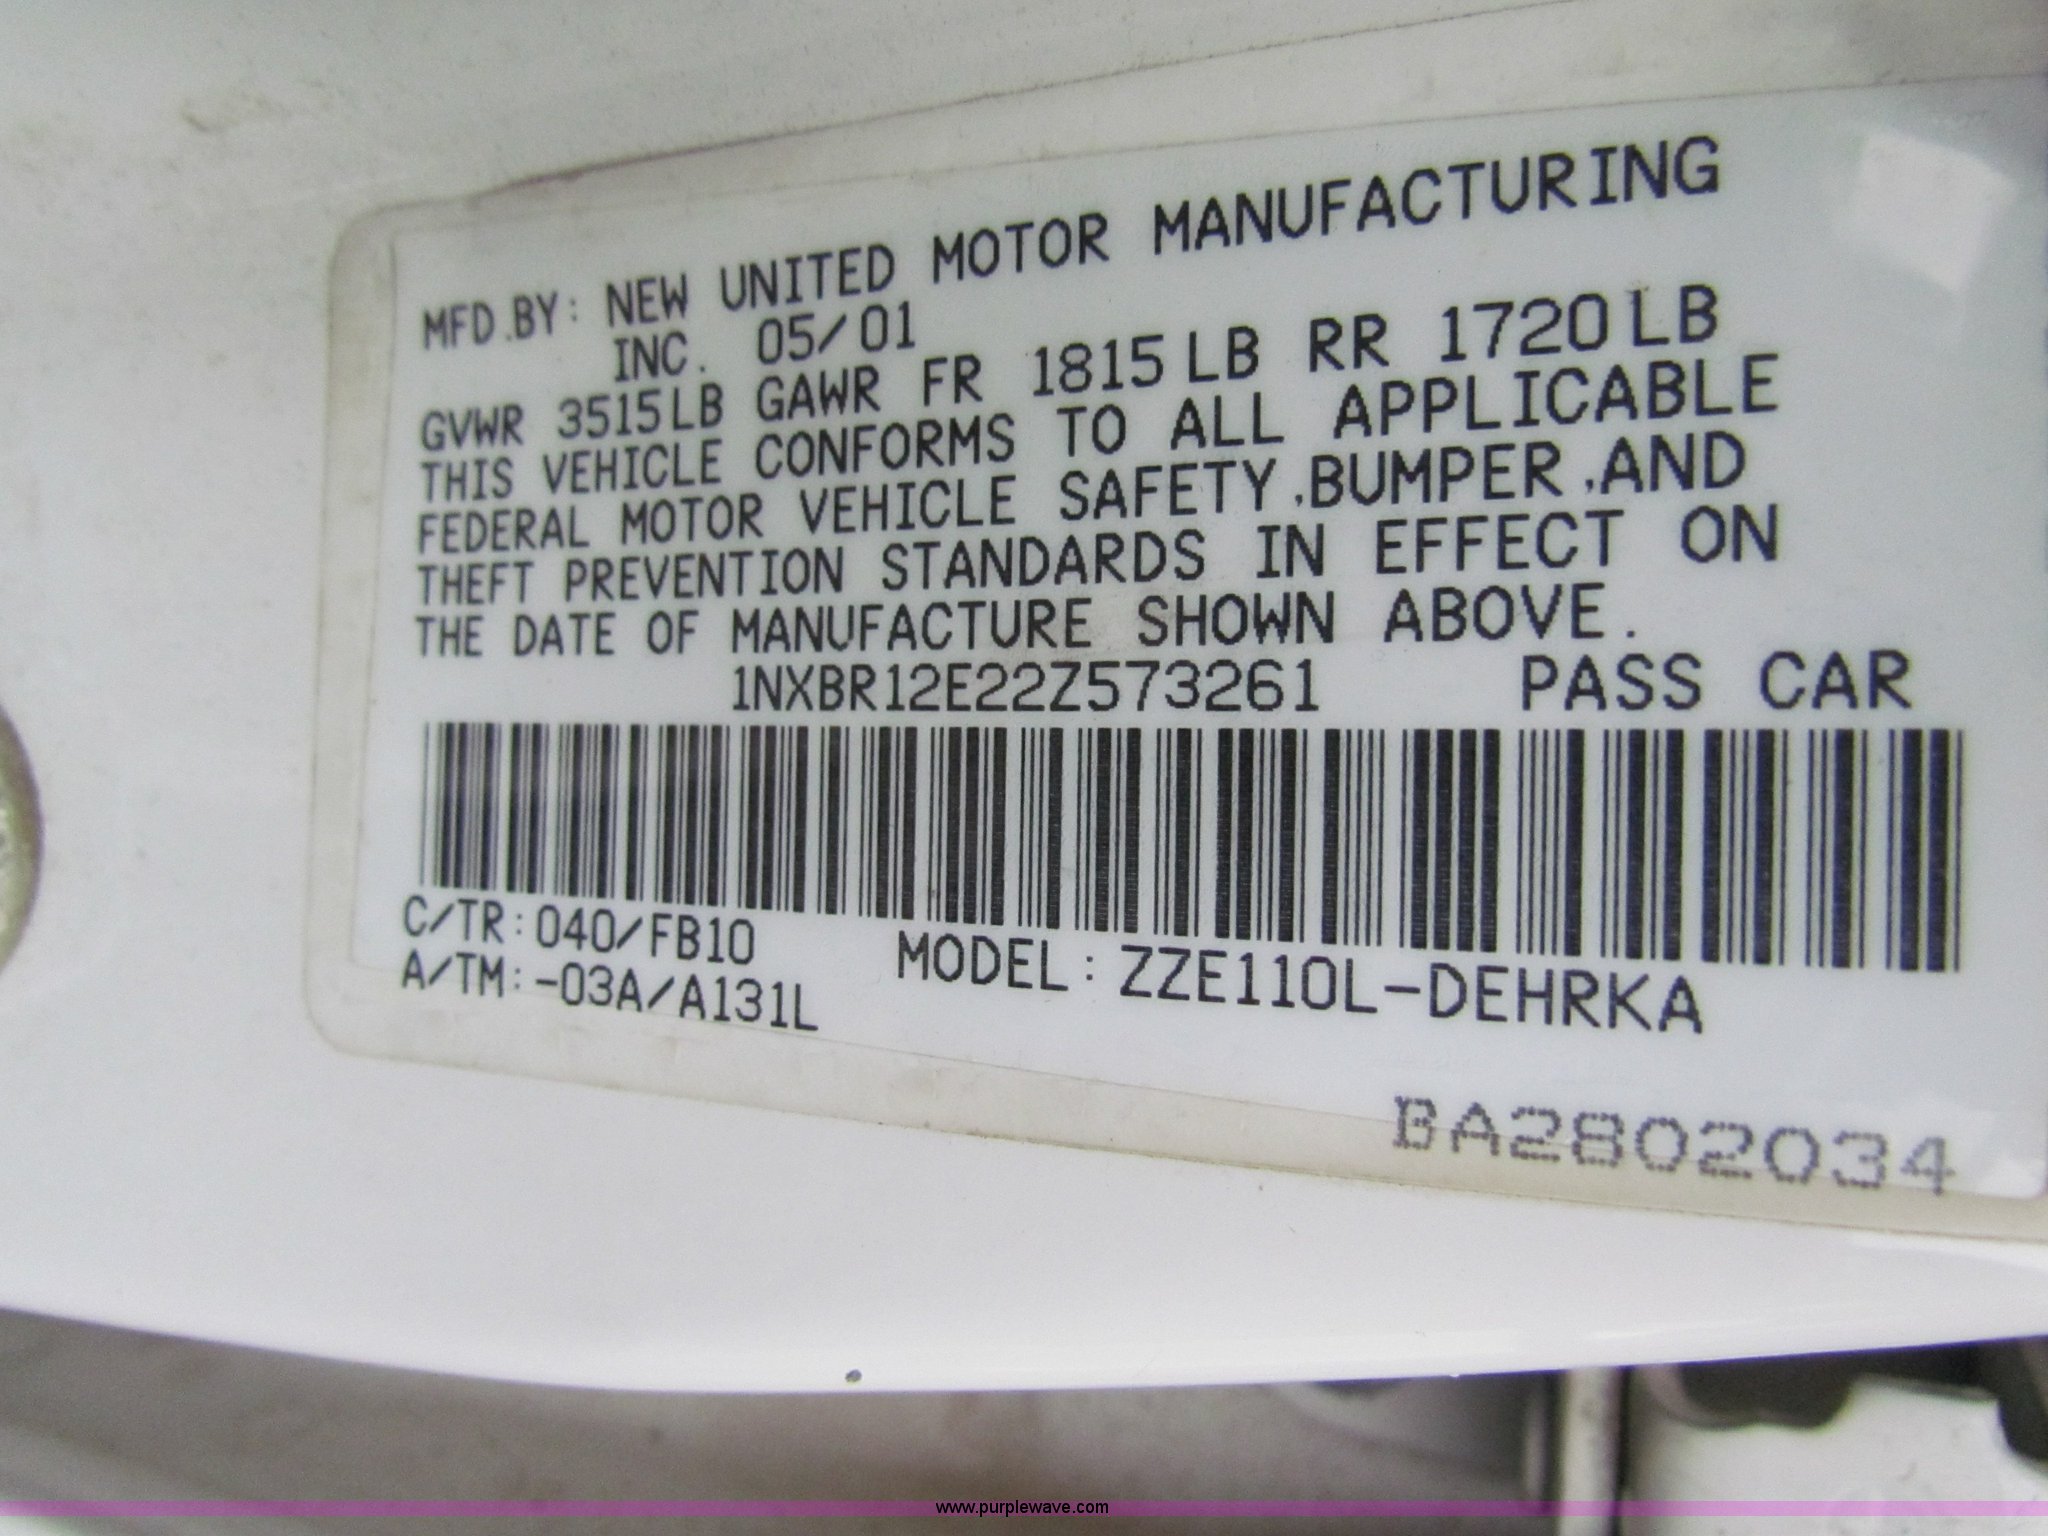 MFD.BY: NEW UNITED MOTOR MANUFACTURING
INC. 05/01
GVWR 3515LB GAWR FR 1815LB RR 1720LB
THIS VEHICLE CONFORMS TO ALL APPLICABLE
FEDERAL MOTOR VEHICLE SAFETY,BUMPER,AND
THEFT PREVENTION STANDARDS IN EFFECT ON
THE DATE OF MANUFACTURE SHOWN ABOVE.
1NXBR12E22Z573261 PASS CAR
C/TR:040/FB10
A/TM:-03A/A131L
MODEL:ZZE110L-DEHRKA
BA2802034
www.purplewave.com